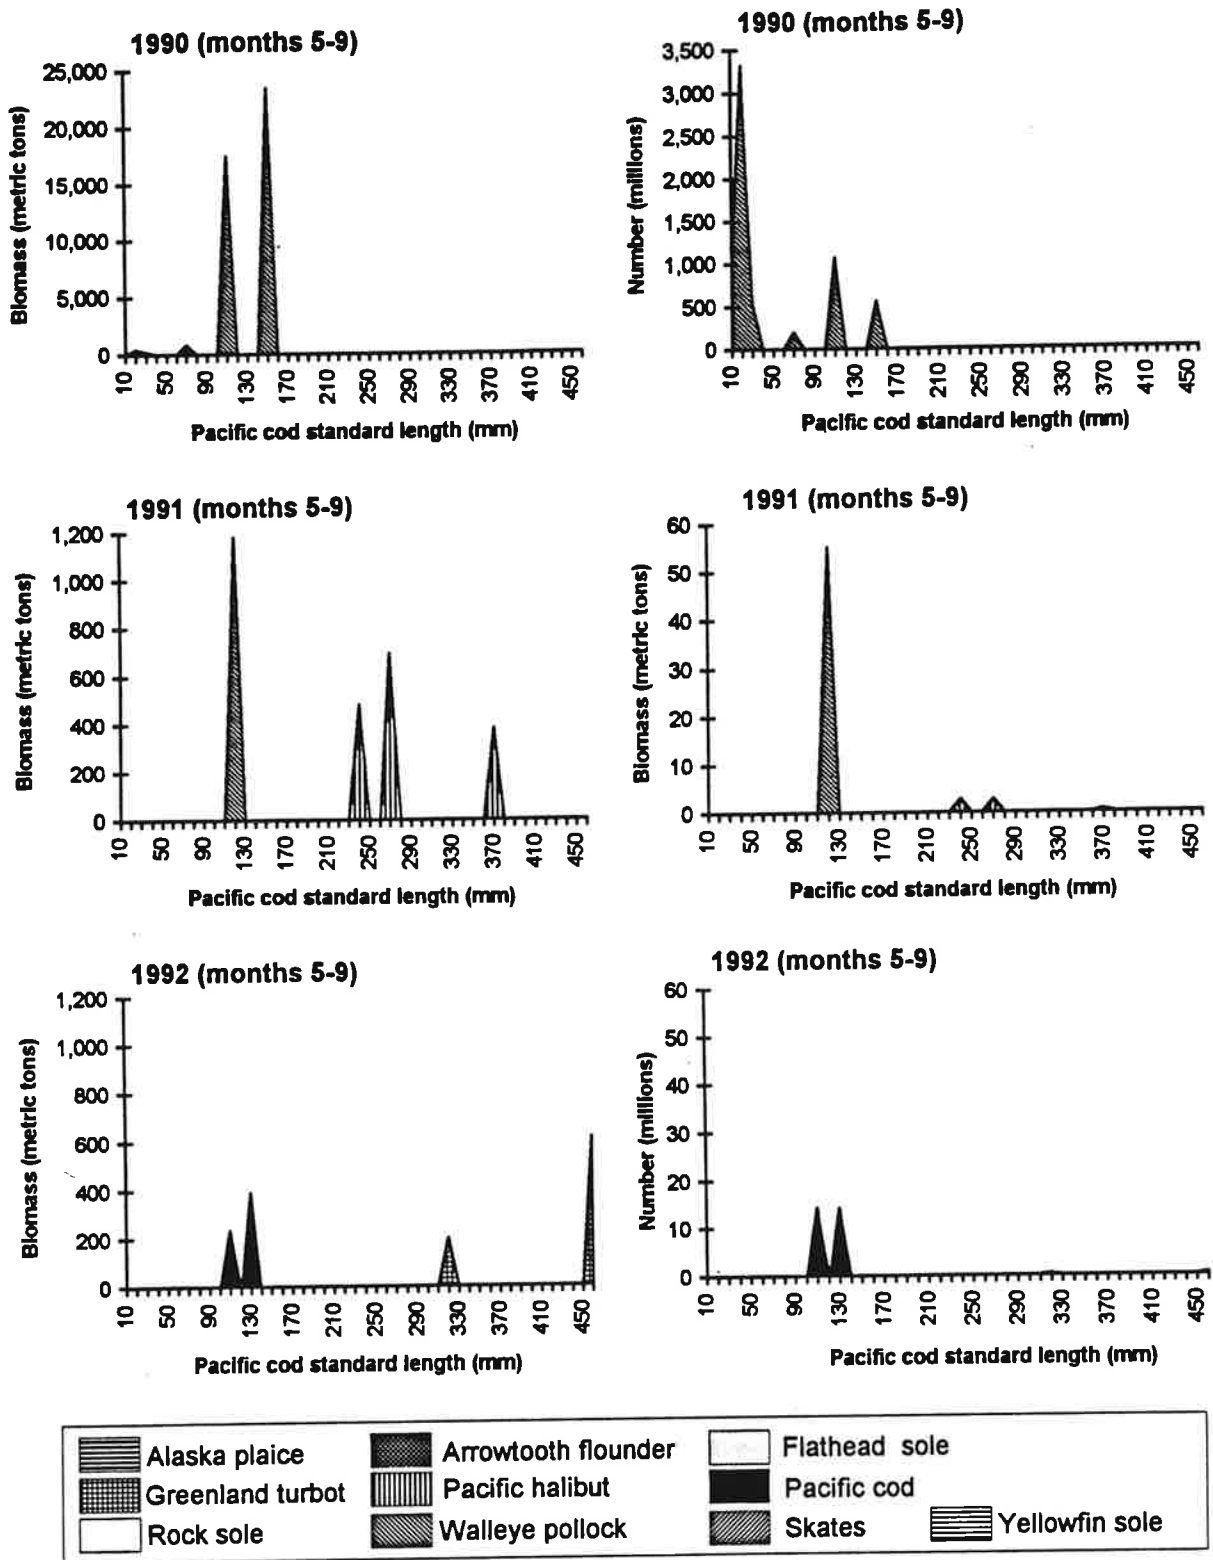 1990 (months 5-9)
25,000
20,000
15,000
10,000
5,000
0
Biomass (metric tons)
10 50 90 130 170 210 250 290 330 370 410 450
Pacific cod standard length (mm)
1990 (months 5-9)
3,500
3,000
2,500
2,000
1,500
1,000
500
0
Number (millions)
10 50 90 130 170 210 250 290 330 370 410 450
Pacific cod standard length (mm)
1991 (months 5-9)
1,200
1,000
800
600
400
200
0
Biomass (metric tons)
10 50 90 130 170 210 250 290 330 370 410 450
Pacific cod standard length (mm)
1991 (months 5-9)
60
50
40
30
20
10
0
Biomass (metric tons)
10 50 90 130 170 210 250 290 330 370 410 450
Pacific cod standard length (mm)
1992 (months 5-9)
1,200
1,000
800
600
400
200
0
Biomass (metric tons)
10 50 90 130 170 210 250 290 330 370 410 450
Pacific cod standard length (mm)
1992 (months 5-9)
60
50
40
30
20
10
0
Number (millions)
10 50 90 130 170 210 250 290 330 370 410 450
Pacific cod standard length (mm)
Alaska plaice Arrowtooth flounder Flathead sole
Greenland turbot Pacific halibut Pacific cod
Rock sole Walleye pollock Skates Yellowfin sole